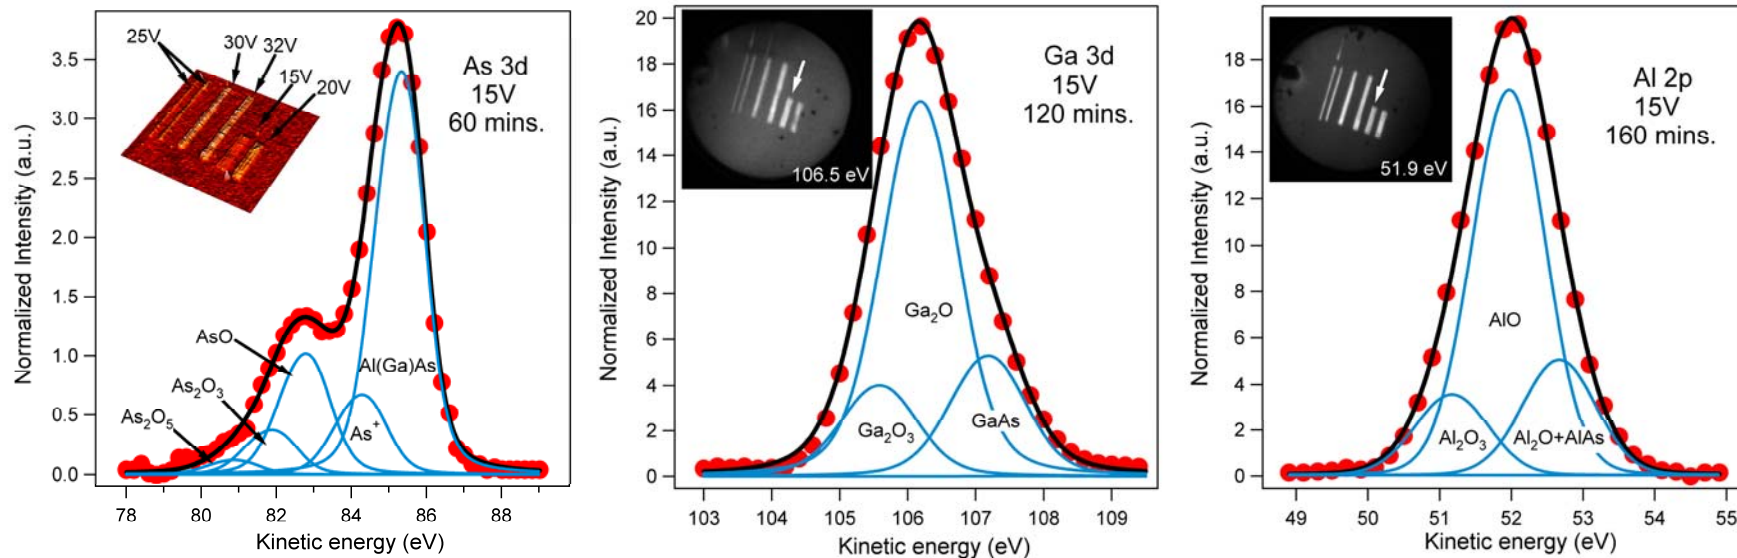 25V
30V
32V
15V
20V
As 3d
15V
60 mins.
AsO
As2O3
As2O5
Al(Ga)As
As+
Normalized Intensity (a.u.)
3.5
3.0
2.5
2.0
1.5
1.0
0.5
0.0
78 80 82 84 86 88
Kinetic energy (eV)
106.5 eV
Ga 3d
15V
120 mins.
Ga2O
Ga2O3
GaAs
Normalized Intensity (a.u.)
20
18
16
14
12
10
8
6
4
2
0
103 104 105 106 107 108 109
Kinetic energy (eV)
51.9 eV
Al 2p
15V
160 mins.
AlO
Al2O3
Al2O+AlAs
Normalized Intensity (a.u.)
18
16
14
12
10
8
6
4
2
0
49 50 51 52 53 54 55
Kinetic energy (eV)